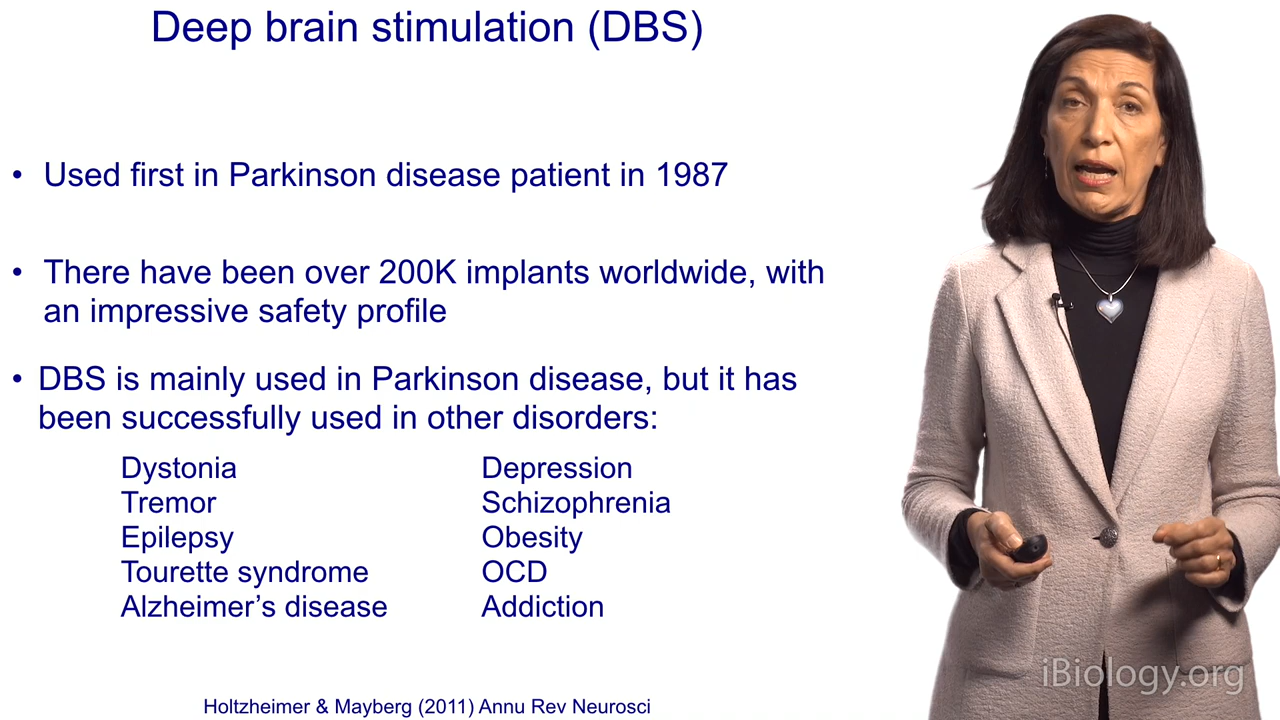 Deep brain stimulation (DBS)
• Used first in Parkinson disease patient in 1987
• There have been over 200K implants worldwide, with
an impressive safety profile
• DBS is mainly used in Parkinson disease, but it has
been successfully used in other disorders:
Dystonia
Tremor
Epilepsy
Tourette syndrome
Alzheimer’s disease
Depression
Schizophrenia
Obesity
OCD
Addiction
Holtzheimer & Mayberg (2011) Annu Rev Neurosci
iBiology.org